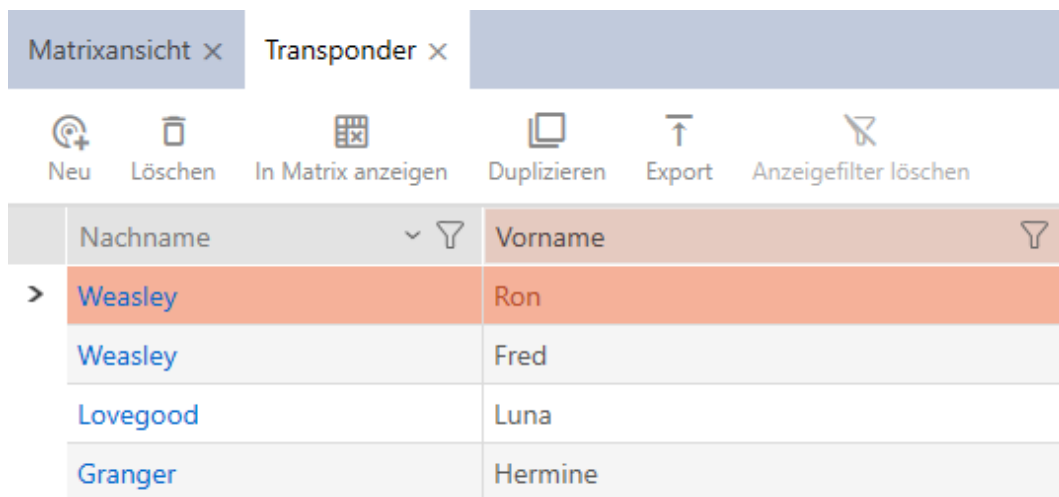 Matrixansicht × Transponder ×
Neu Löschen In Matrix anzeigen Duplizieren Export Anzeigefilter löschen
Nachname Vorname
Weasley Ron
Weasley Fred
Lovegood Luna
Granger Hermine